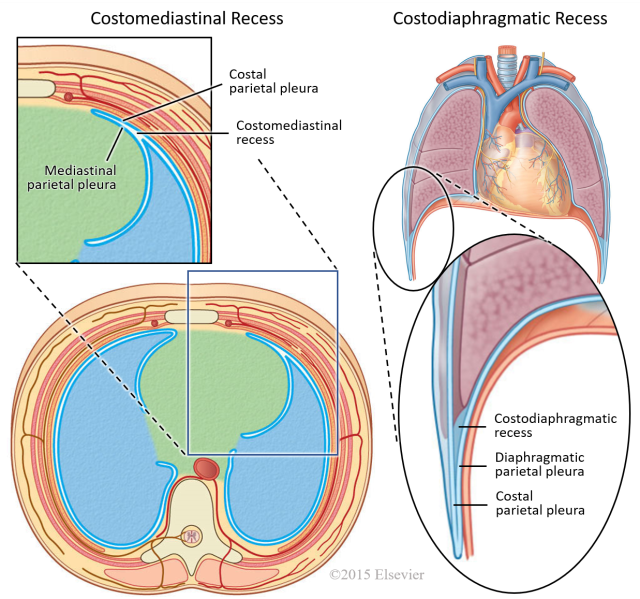 Costomediastinal Recess
Costodiaphragmatic Recess
Costal
parietal pleura
Costomediastinal
recess
Mediastinal
parietal pleura
Costodiaphragmatic
recess
Diaphragmatic
parietal pleura
Costal
parietal pleura
©2015 Elsevier